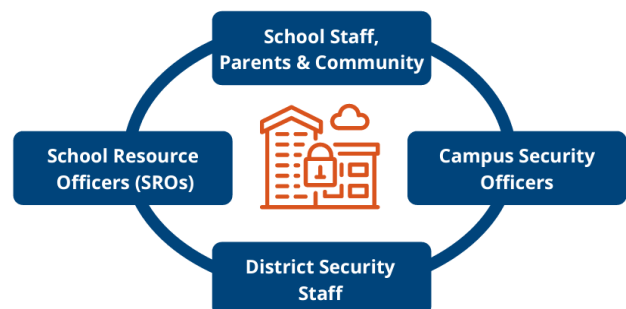 School Staff,
Parents & Community
School Resource
Officers (SROs)
Campus Security
Officers
District Security
Staff